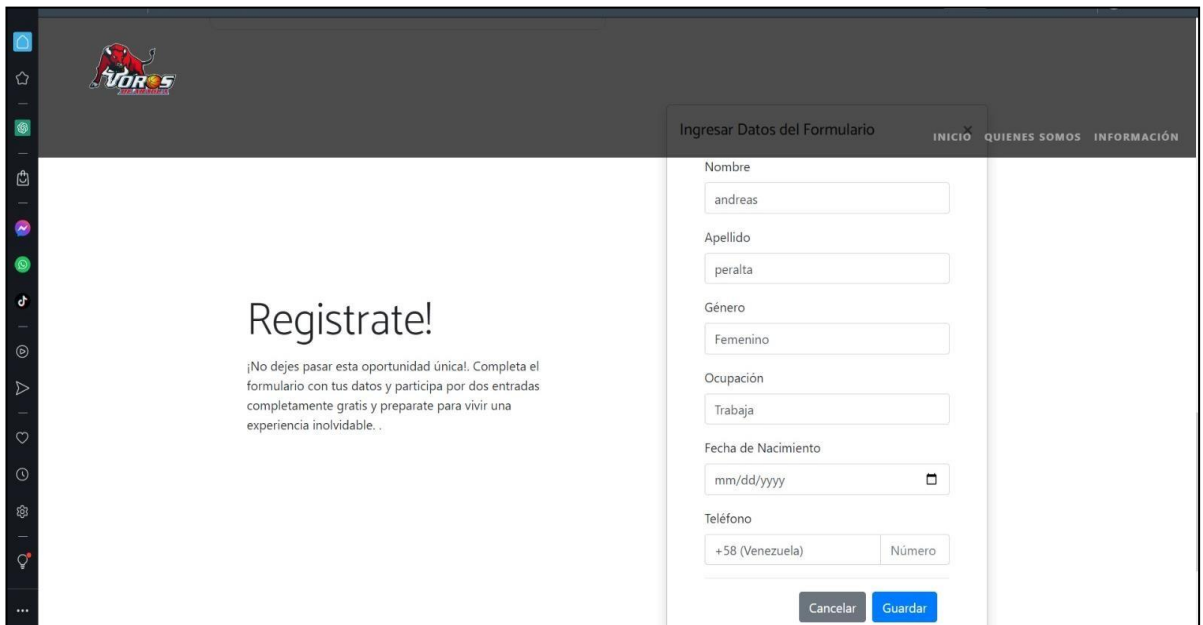 VOROS
Ingresar Datos del Formulario
×
INICIO QUIENES SOMOS INFORMACIÓN
Registrate!
¡No dejes pasar esta oportunidad única!. Completa el
formulario con tus datos y participa por dos entradas
completamente gratis y preparate para vivir una
experiencia inolvidable. .
Nombre
andreas
Apellido
peralta
Género
Femenino
Ocupación
Trabaja
Fecha de Nacimiento
mm/dd/yyyy
Teléfono
+58 (Venezuela) Número
Cancelar Guardar